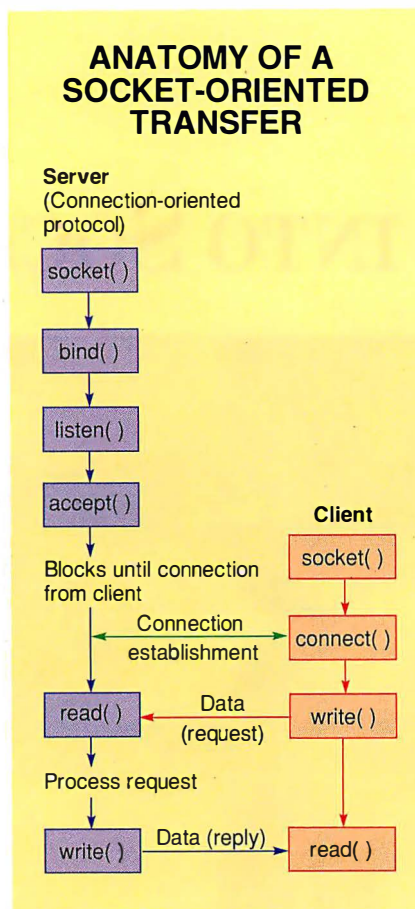 ANATOMY OF A
SOCKET-ORIENTED
TRANSFER
Server
(Connection-oriented
protocol)
socket( )
bind( )
listen( )
accept( )
Blocks until connection
from client
Client
socket( )
Connection
establishment
connect( )
read( )
Data
(request)
write( )
Process request
write( )
Data (reply)
read( )